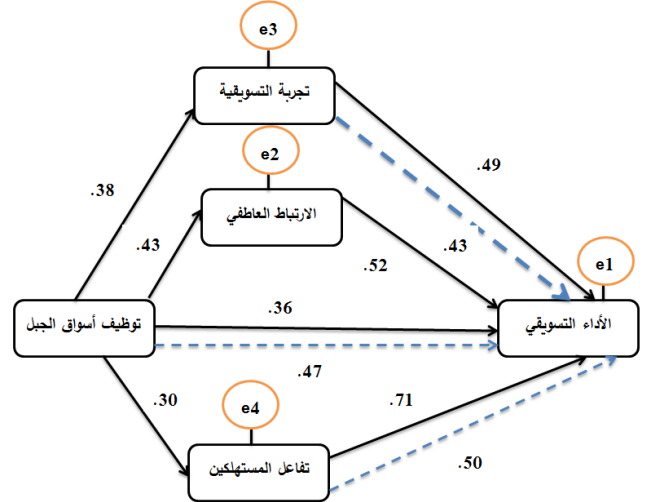 e3
تجربة التسويقية
e2
.38
.49
الارتباط العاطفي
.43
.43
.52
e1
توظيف أسواق الجبل
.36
الأداء التسويقي
.47
.30
.71
e4
تفاعل المستهلكين
.50